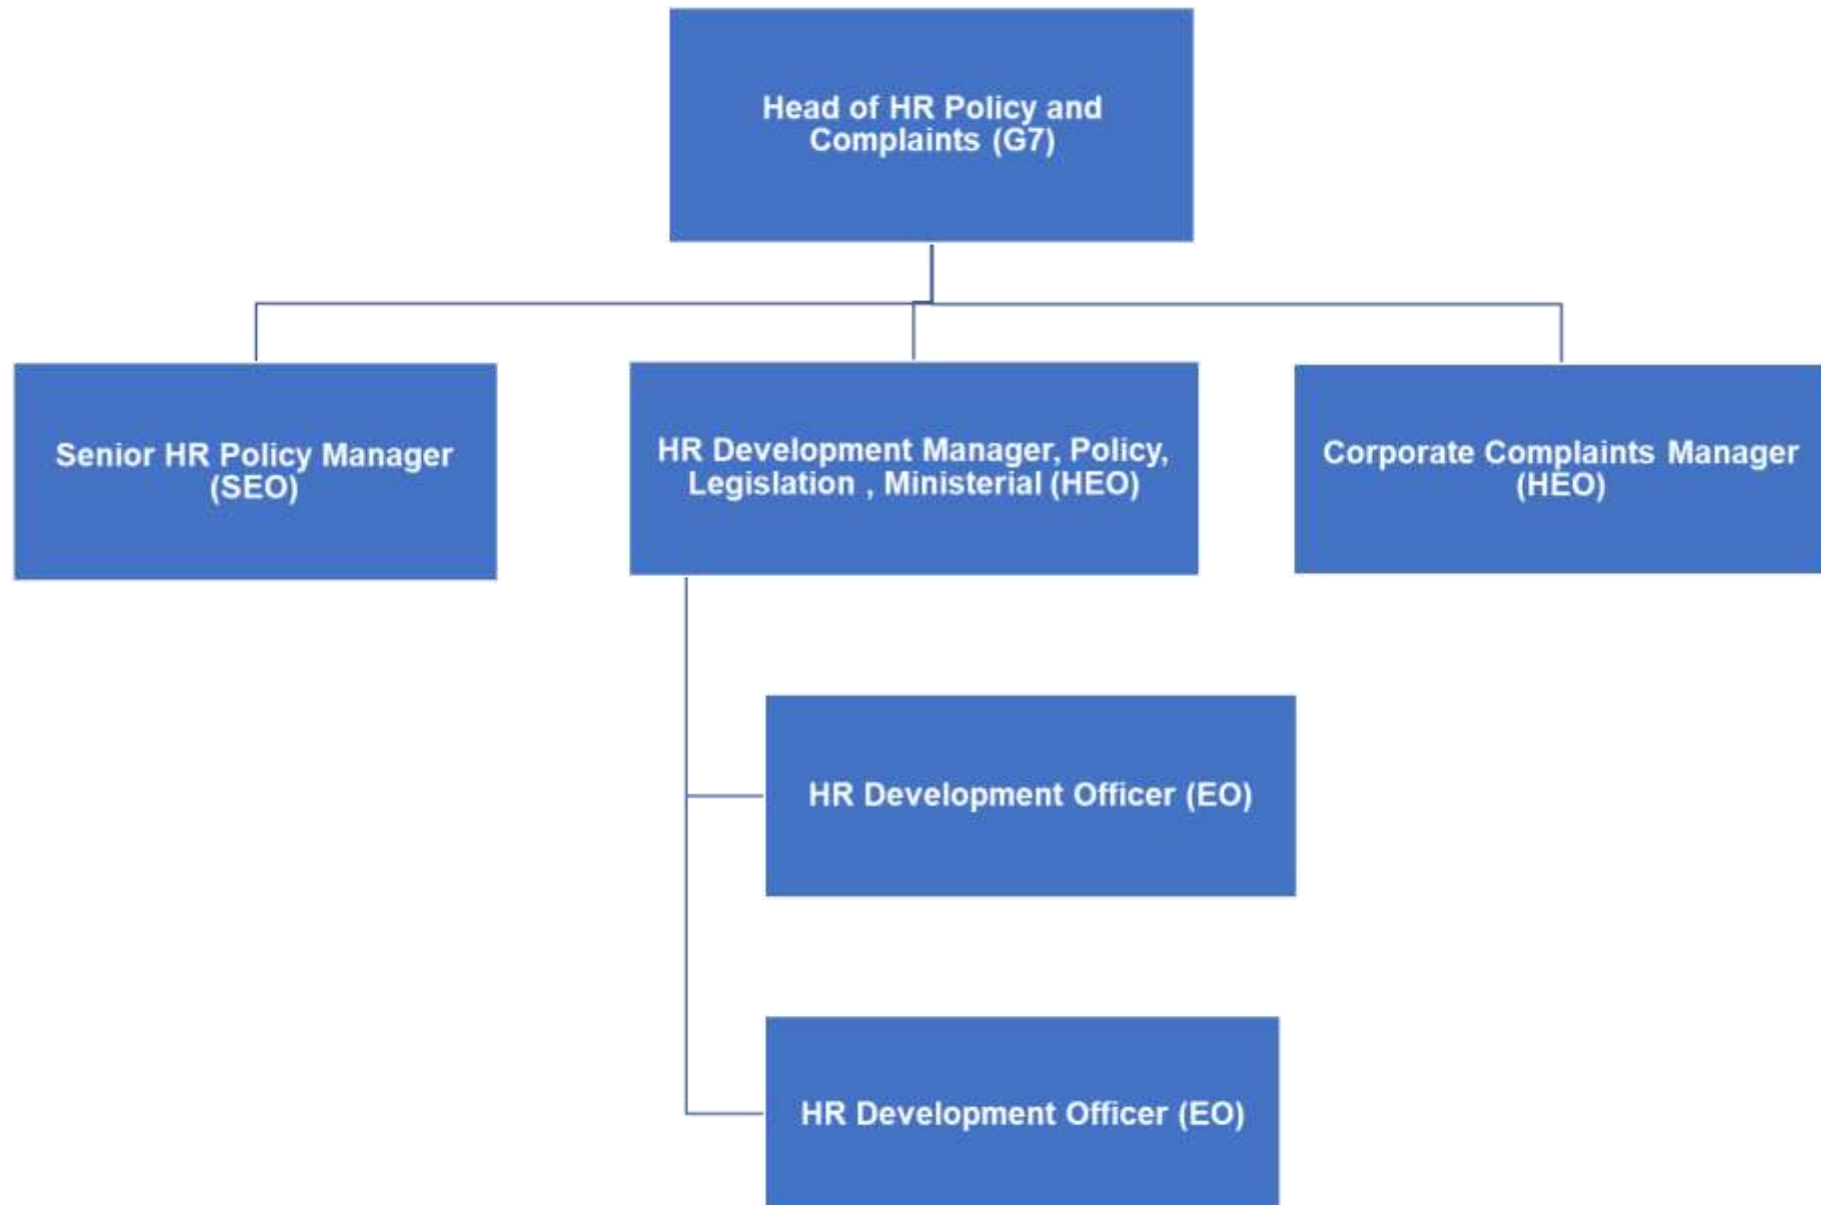 Head of HR Policy and
Complaints (G7)
Senior HR Policy Manager
(SEO)
HR Development Manager, Policy,
Legislation , Ministerial (HEO)
Corporate Complaints Manager
(HEO)
HR Development Officer (EO)
HR Development Officer (EO)